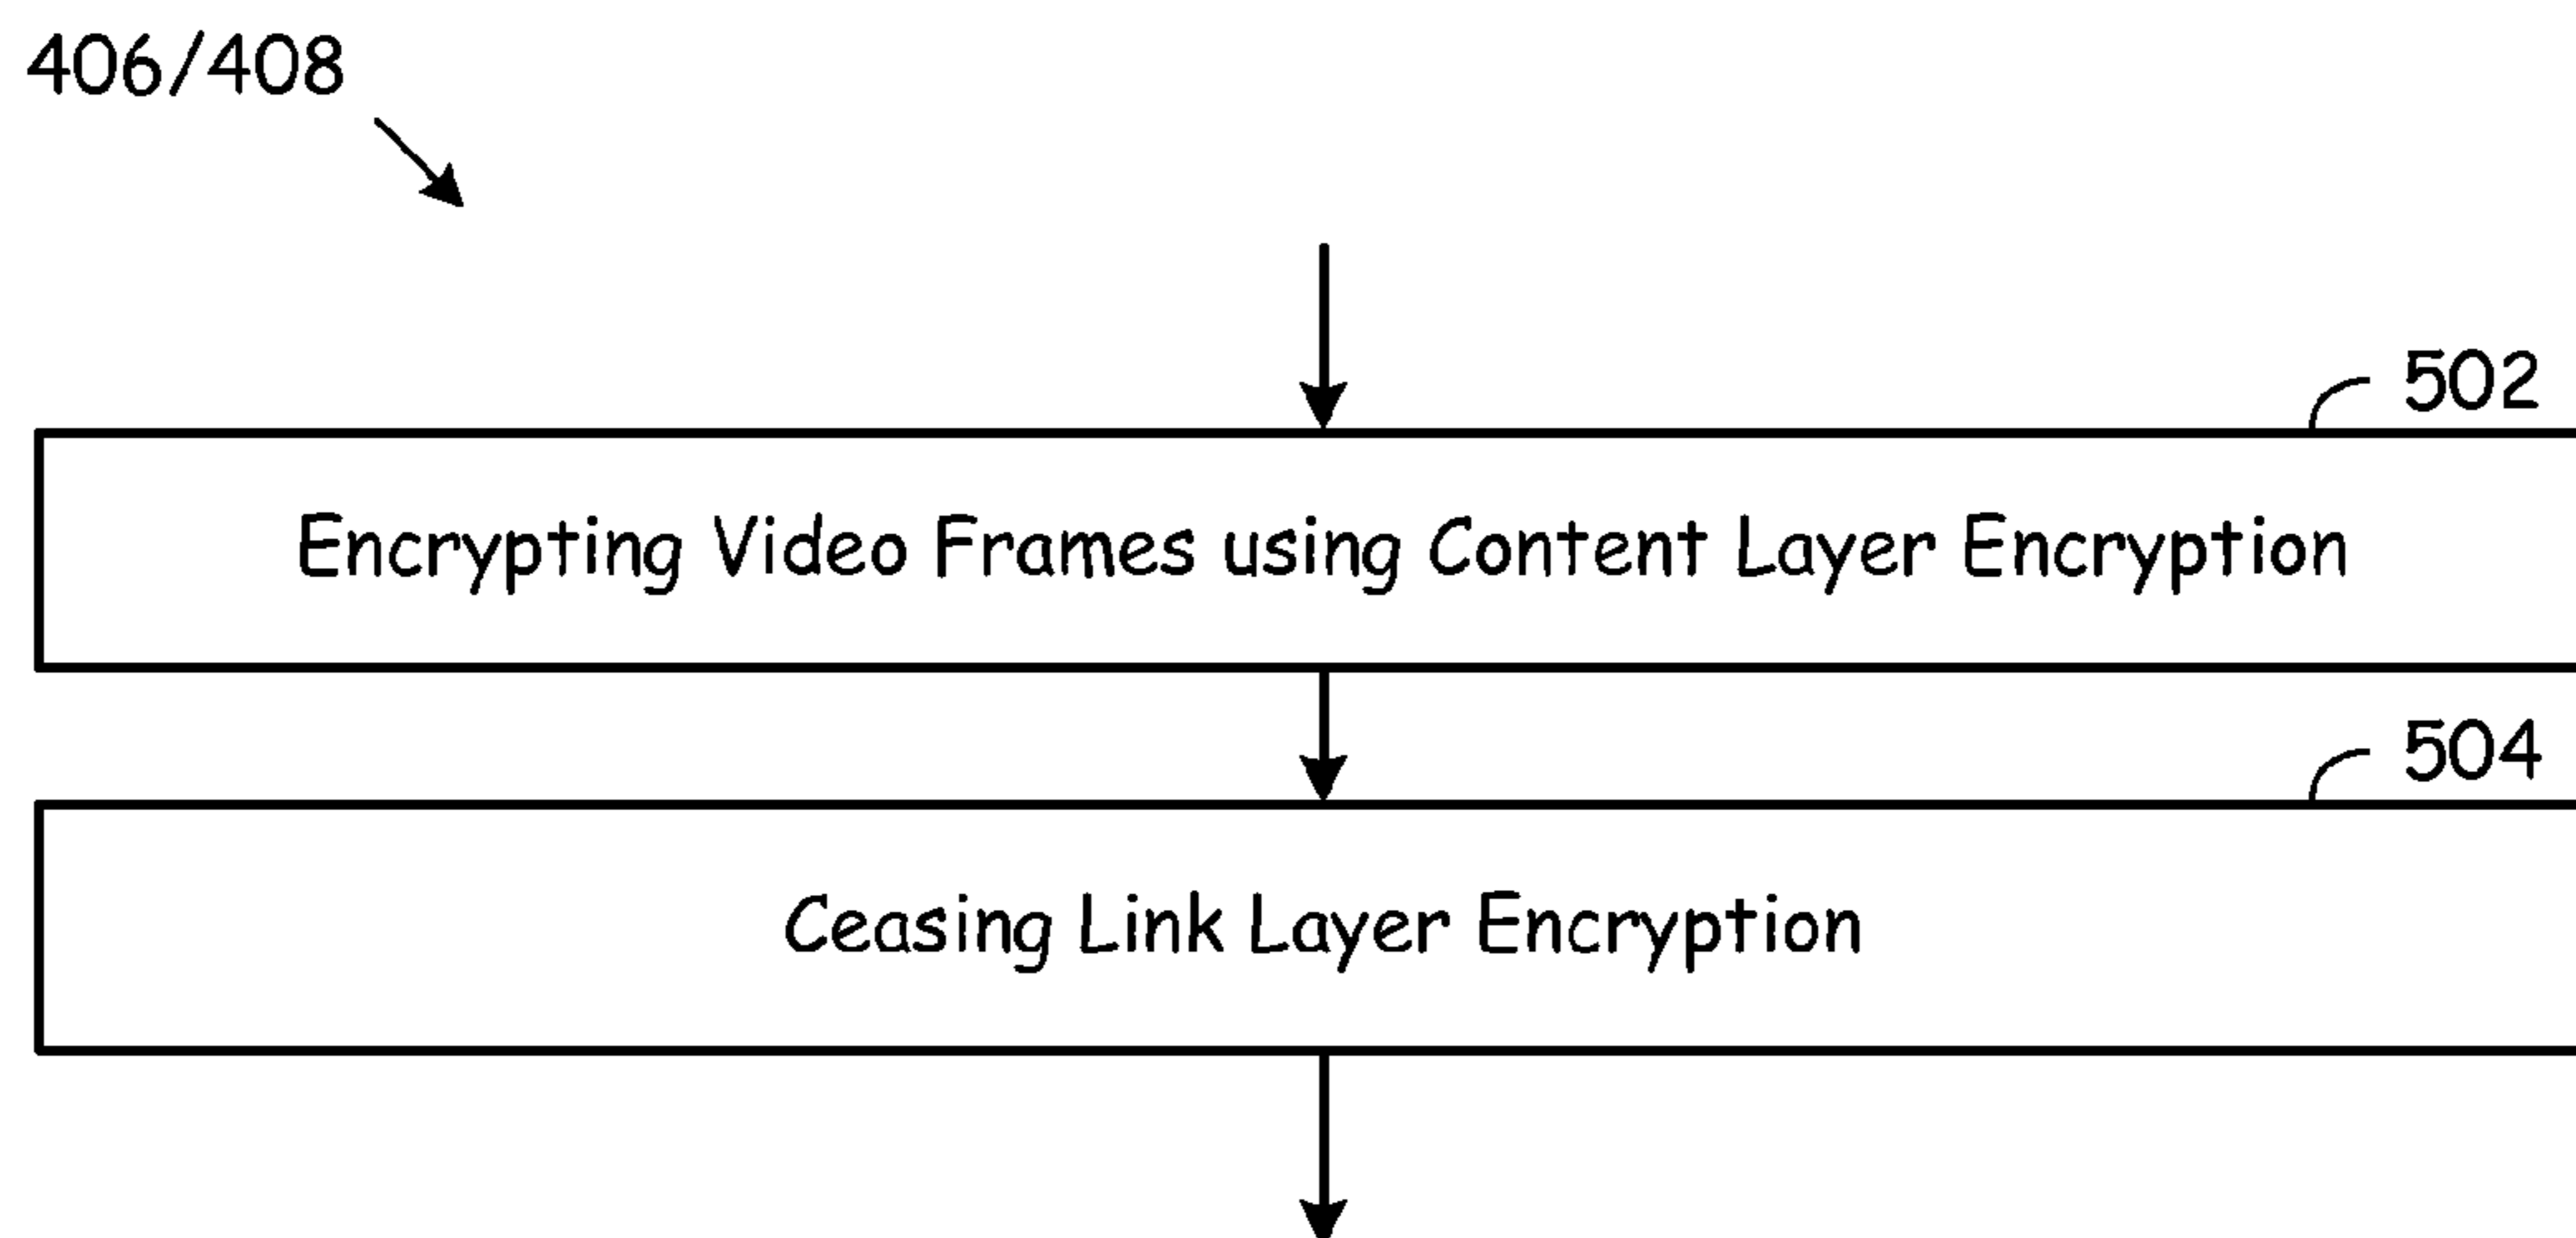 406/408
502
Encrypting Video Frames using Content Layer Encryption
504
Ceasing Link Layer Encryption